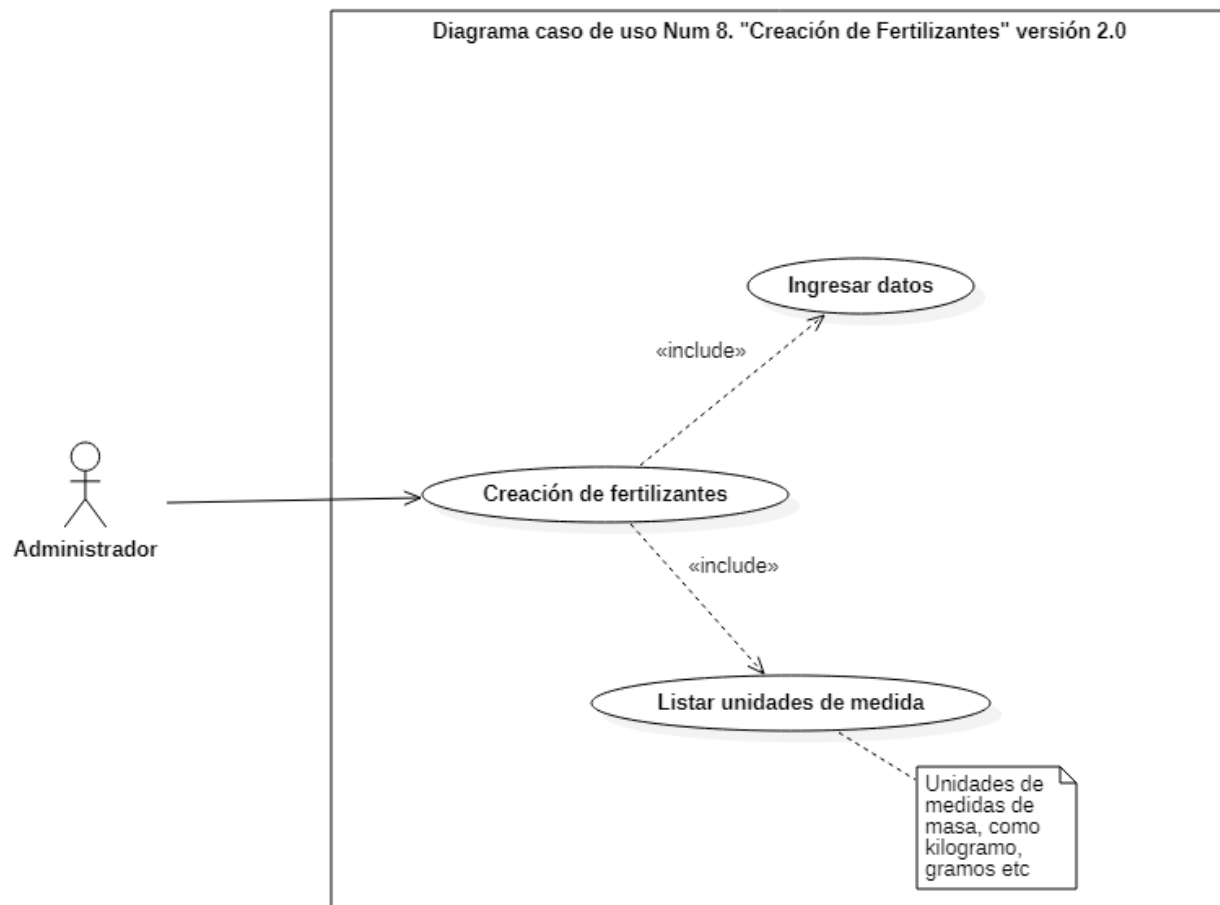 Diagrama caso de uso Num 8. "Creación de Fertilizantes" versión 2.0
Ingresar datos
«include»
Creación de fertilizantes
Administrador
«include»
Listar unidades de medida
Unidades de
medidas de
masa, como
kilogramo,
gramos etc